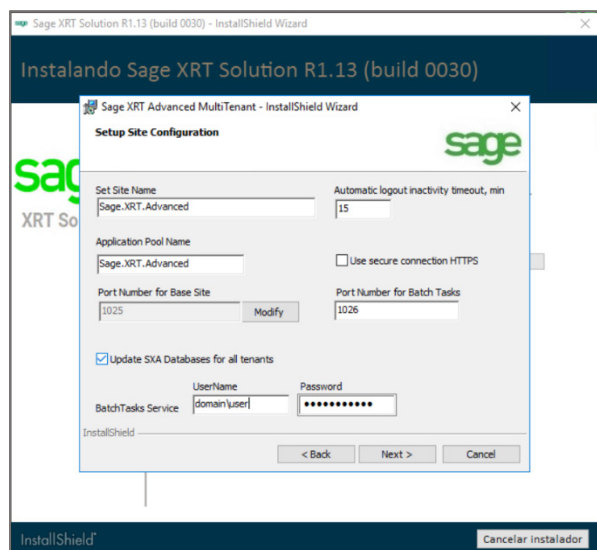 Sage XRT Solution R1.13 (build 0030) - InstallShield Wizard
Instalando Sage XRT Solution R1.13 (build 0030)
Sage XRT Advanced MultiTenant - InstallShield Wizard
Setup Site Configuration
sage
sag
XRT So
Set Site Name
Automatic logout inactivity timeout, min
Sage.XRT.Advanced
15
Application Pool Name
Sage.XRT.Advanced
Use secure connection HTTPS
Port Number for Base Site
Port Number for Batch Tasks
1025
Modify
1026
Update SXA Databases for all tenants
UserName
Password
BatchTasks Service
domain\user
•••••••••••
InstallShield
< Back
Next >
Cancel
InstallShield
Cancelar instalador